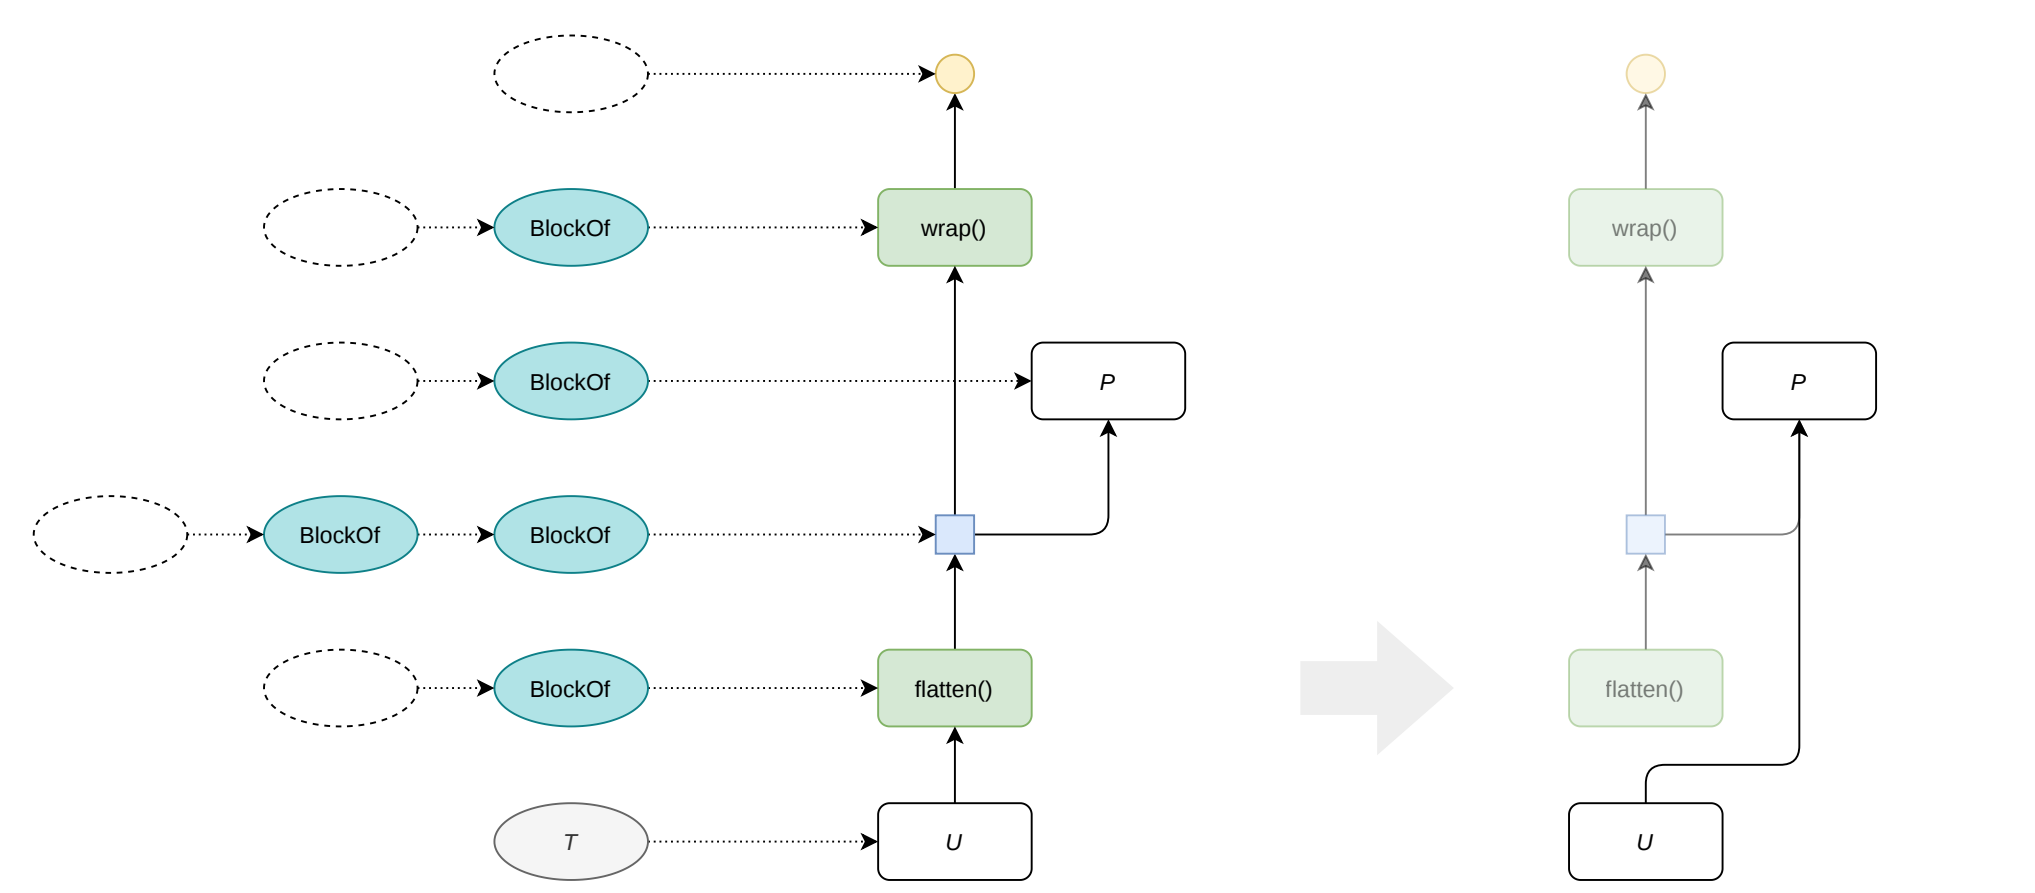 BlockOf
wrap()
wrap()
BlockOf
P
P
BlockOf
BlockOf
BlockOf
flatten()
flatten()
T
U
U